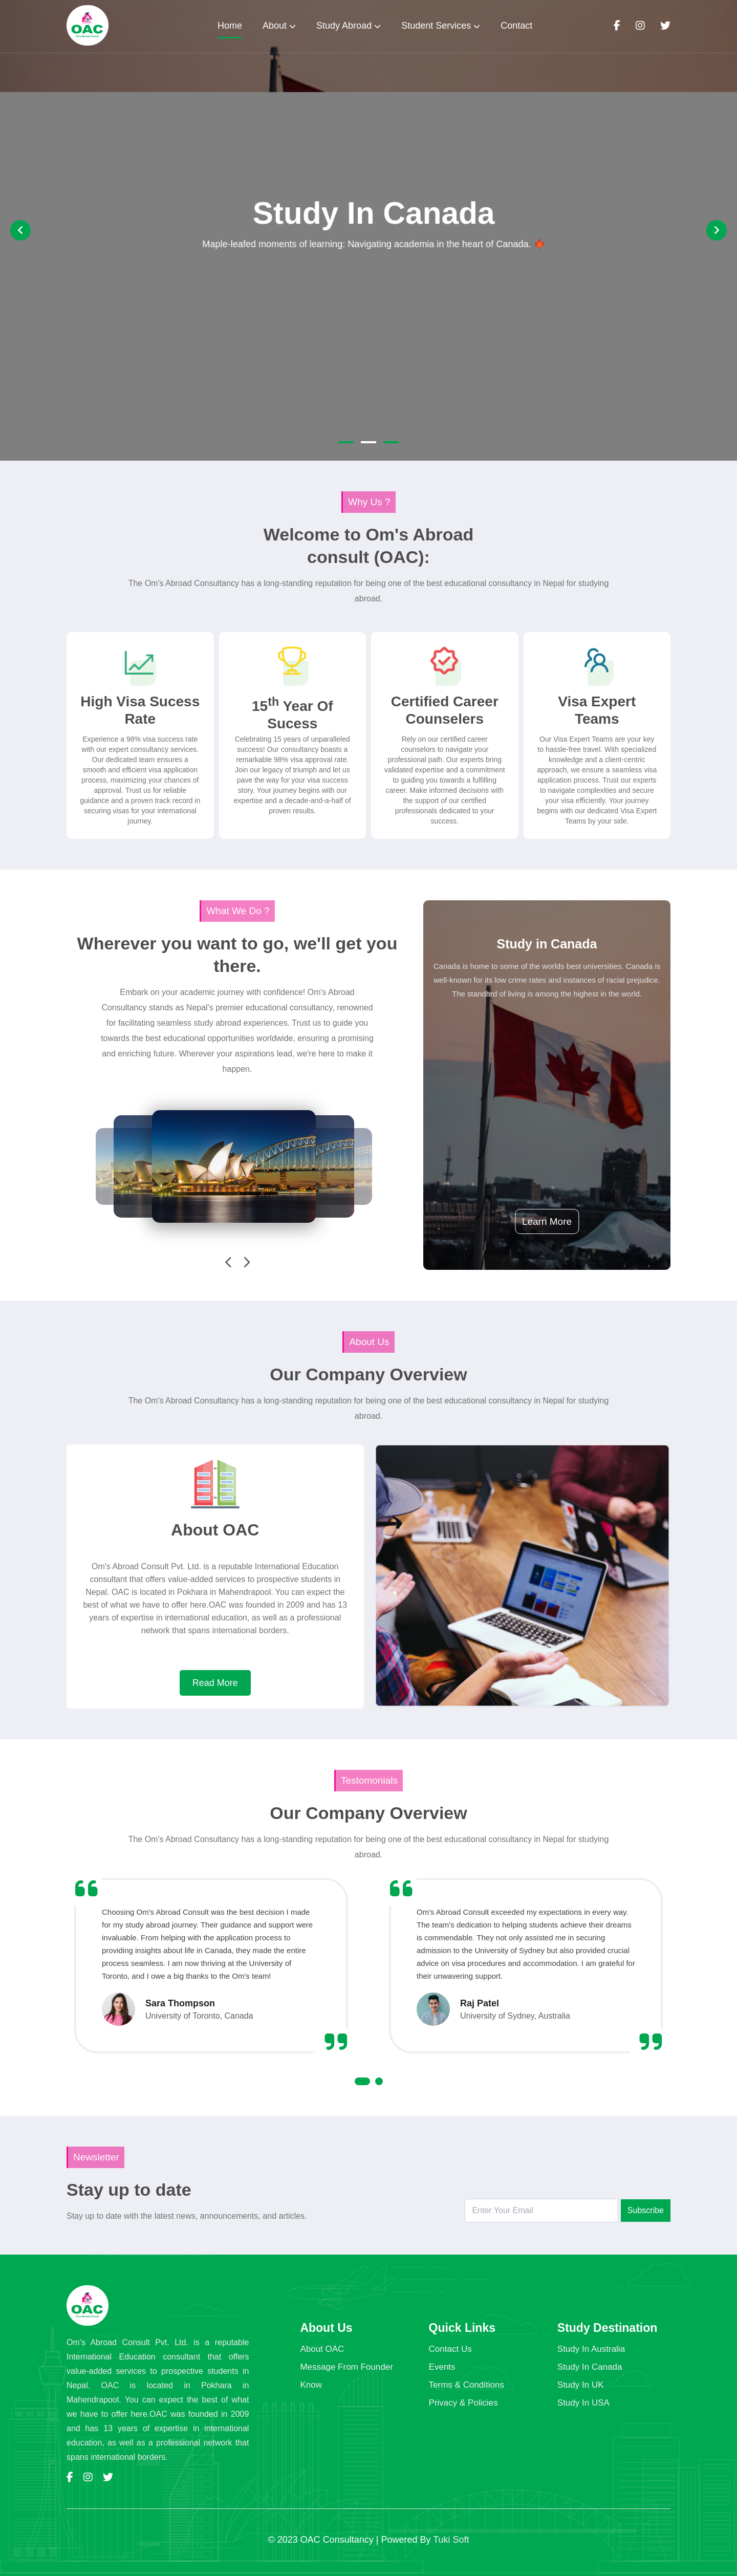 OAC
Home About Study Abroad Student Services Contact
Study In Canada
Maple-leafed moments of learning: Navigating academia in the heart of Canada. 🍁
Why Us ?
Welcome to Om's Abroad
consult (OAC):
The Om's Abroad Consultancy has a long-standing reputation for being one of the best educational consultancy in Nepal for studying
abroad.
High Visa Sucess
Rate
Experience a 98% visa success rate
with our expert consultancy services.
Our dedicated team ensures a
smooth and efficient visa application
process, maximizing your chances of
approval. Trust us for reliable
guidance and a proven track record in
securing visas for your international
journey.
15th Year Of
Sucess
Celebrating 15 years of unparalleled
success! Our consultancy boasts a
remarkable 98% visa approval rate.
Join our legacy of triumph and let us
pave the way for your visa success
story. Your journey begins with our
expertise and a decade-and-a-half of
proven results.
Certified Career
Counselers
Rely on our certified career
counselors to navigate your
professional path. Our experts bring
validated expertise and a commitment
to guiding you towards a fulfilling
career. Make informed decisions with
the support of our certified
professionals dedicated to your
success.
Visa Expert
Teams
Our Visa Expert Teams are your key
to hassle-free travel. With specialized
knowledge and a client-centric
approach, we ensure a seamless visa
application process. Trust our experts
to navigate complexities and secure
your visa efficiently. Your journey
begins with our dedicated Visa Expert
Teams by your side.
What We Do ?
Wherever you want to go, we'll get you
there.
Embark on your academic journey with confidence! Om's Abroad
Consultancy stands as Nepal's premier educational consultancy, renowned
for facilitating seamless study abroad experiences. Trust us to guide you
towards the best educational opportunities worldwide, ensuring a promising
and enriching future. Wherever your aspirations lead, we're here to make it
happen.
Study in Canada
Canada is home to some of the worlds best universities. Canada is
well-known for its low crime rates and instances of racial prejudice.
The standard of living is among the highest in the world.
Learn More
About Us
Our Company Overview
The Om's Abroad Consultancy has a long-standing reputation for being one of the best educational consultancy in Nepal for studying
abroad.
About OAC
Om's Abroad Consult Pvt. Ltd. is a reputable International Education
consultant that offers value-added services to prospective students in
Nepal. OAC is located in Pokhara in Mahendrapool. You can expect the
best of what we have to offer here.OAC was founded in 2009 and has 13
years of expertise in international education, as well as a professional
network that spans international borders.
Read More
Testomonials
Our Company Overview
The Om's Abroad Consultancy has a long-standing reputation for being one of the best educational consultancy in Nepal for studying
abroad.
Choosing Om's Abroad Consult was the best decision I made
for my study abroad journey. Their guidance and support were
invaluable. From helping with the application process to
providing insights about life in Canada, they made the entire
process seamless. I am now thriving at the University of
Toronto, and I owe a big thanks to the Om's team!
Sara Thompson
University of Toronto, Canada
Om's Abroad Consult exceeded my expectations in every way.
The team's dedication to helping students achieve their dreams
is commendable. They not only assisted me in securing
admission to the University of Sydney but also provided crucial
advice on visa procedures and accommodation. I am grateful for
their unwavering support.
Raj Patel
University of Sydney, Australia
Newsletter
Stay up to date
Stay up to date with the latest news, announcements, and articles.
Enter Your Email
Subscribe
OAC
Om's Abroad Consult Pvt. Ltd. is a reputable
International Education consultant that offers
value-added services to prospective students in
Nepal. OAC is located in Pokhara in
Mahendrapool. You can expect the best of what
we have to offer here.OAC was founded in 2009
and has 13 years of expertise in international
education, as well as a professional network that
spans international borders.
About Us
About OAC
Message From Founder
Know
Quick Links
Contact Us
Events
Terms & Conditions
Privacy & Policies
Study Destination
Study In Australia
Study In Canada
Study In UK
Study In USA
© 2023 OAC Consultancy | Powered By Tuki Soft